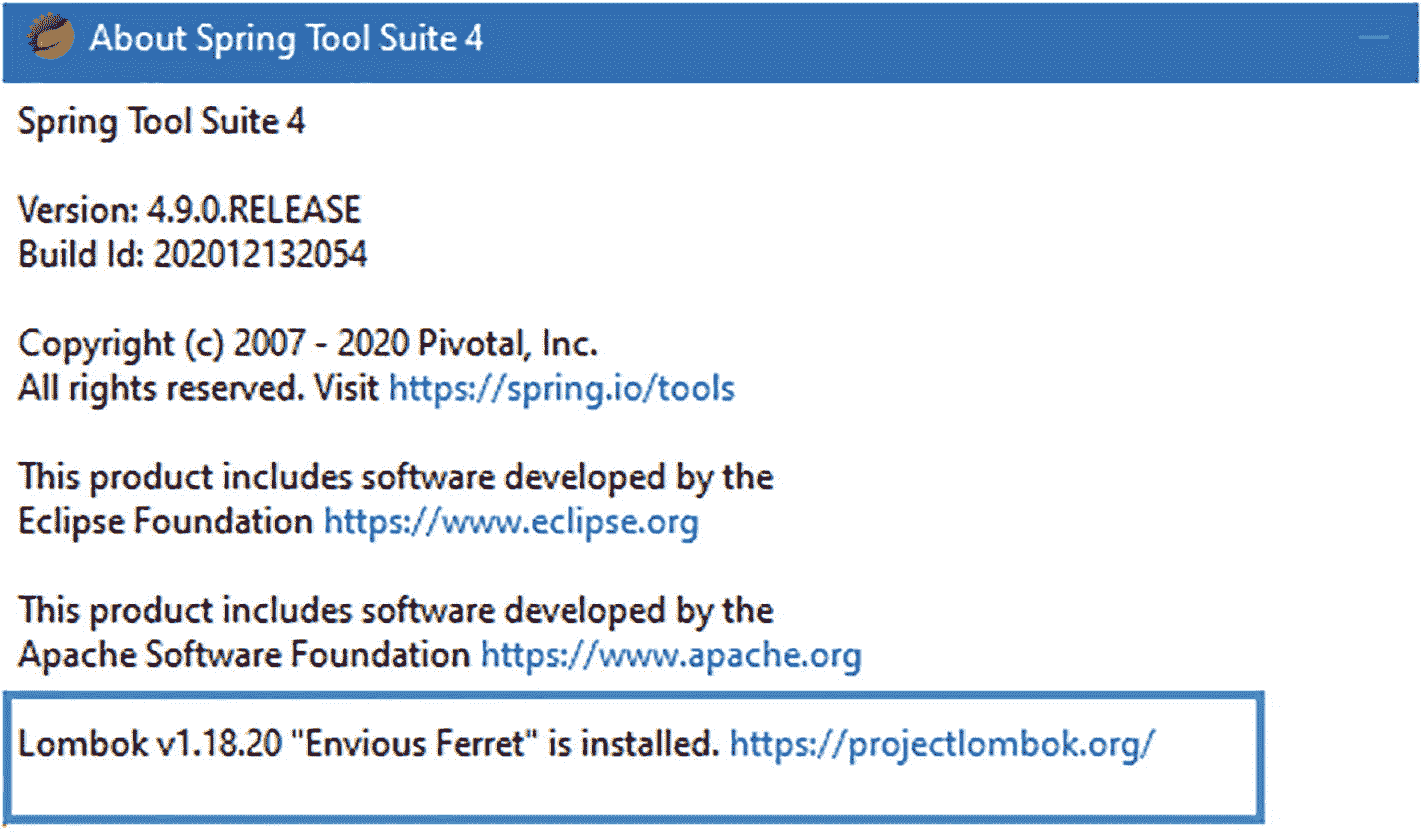 About Spring Tool Suite 4
Spring Tool Suite 4
Version: 4.9.0.RELEASE
Build Id: 202012132054
Copyright (c) 2007 - 2020 Pivotal, Inc.
All rights reserved. Visit https://spring.io/tools
This product includes software developed by the
Eclipse Foundation https://www.eclipse.org
This product includes software developed by the
Apache Software Foundation https://www.apache.org
Lombok v1.18.20 "Envious Ferret" is installed. https://projectlombok.org/